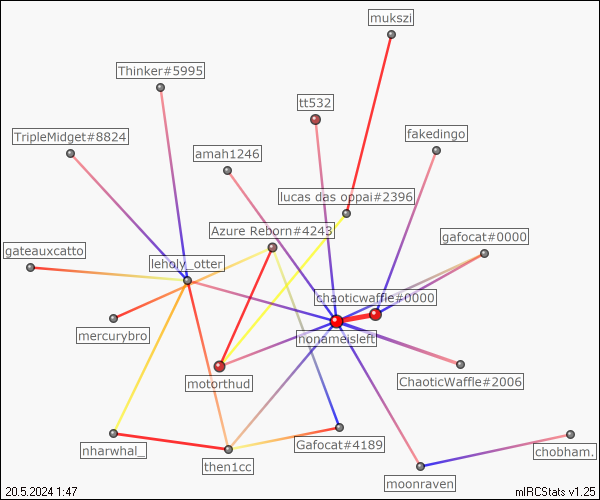 mukszi
Thinker#5995
tt532
TripleMidget#8824
fakedingo
amah1246
lucas das oppai#2396
Azure Reborn#4243
gafocat#0000
gateauxcatto
leholy_otter
chaoticwaffle#0000
mercurybro
nonameisleft
motorthud
ChaoticWaffle#2006
nharwhal_
Gafocat#4189
chobham.
then1cc
moonraven
20.5.2024 1:47
mIRCStats v1.25